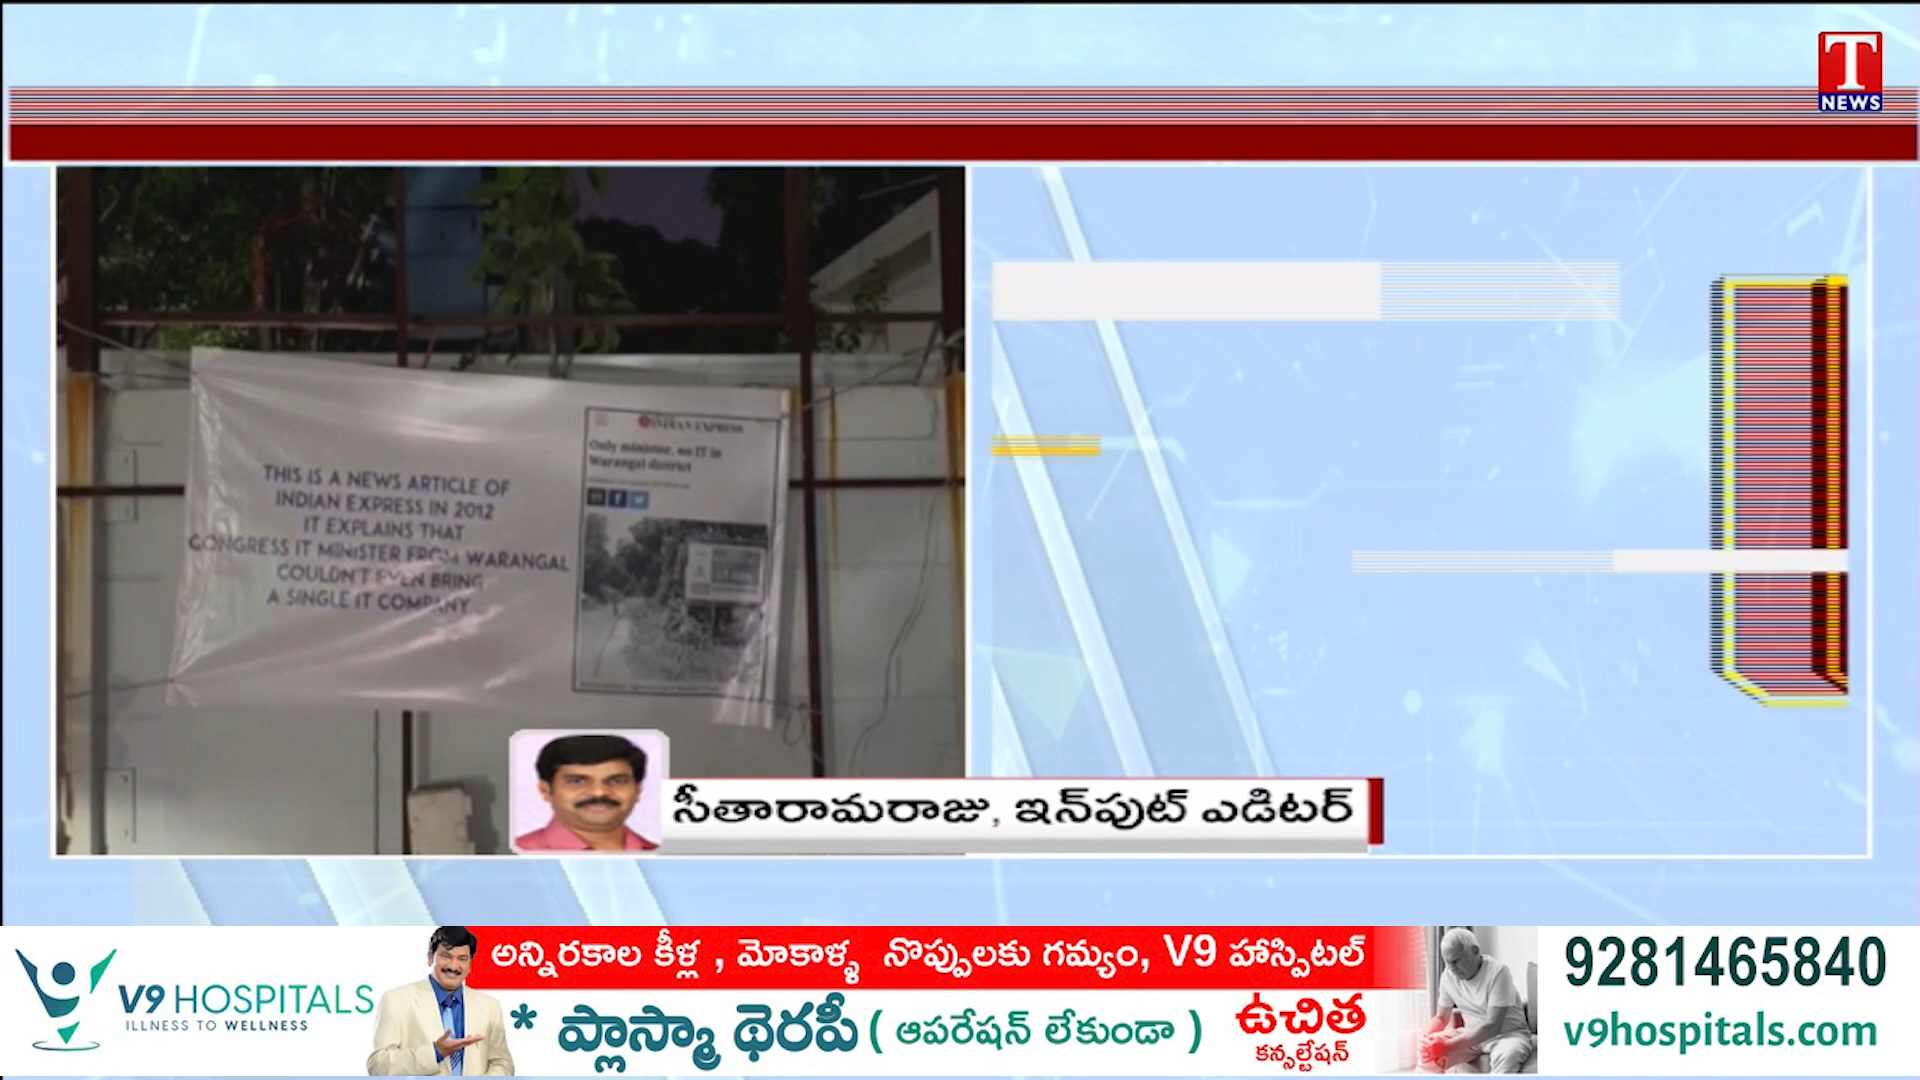 T
NEWS
THIS IS A NEWS ARTICLE OF
INDIAN EXPRESS IN 2012
IT EXPLAINS THAT
CONGRESS IT MINISTER FROM WARANGAL
COULDN'T EVEN BRING
A SINGLE IT COMPANY
INDIAN EXPRESS
Only minister, no IT in
Warangal district
సీతారామరాజు, ఇన్‌పుట్ ఎడిటర్
V9 HOSPITALS
ILLNESS TO WELLNESS
అన్నిరకాల కీళ్ల , మోకాళ్ళ నొప్పులకు గమ్యం, V9 హాస్పిటల్
* ప్లాస్మా థెరపీ ( ఆపరేషన్ లేకుండా )
ఉచిత
కన్సల్టేషన్
9281465840
v9hospitals.com